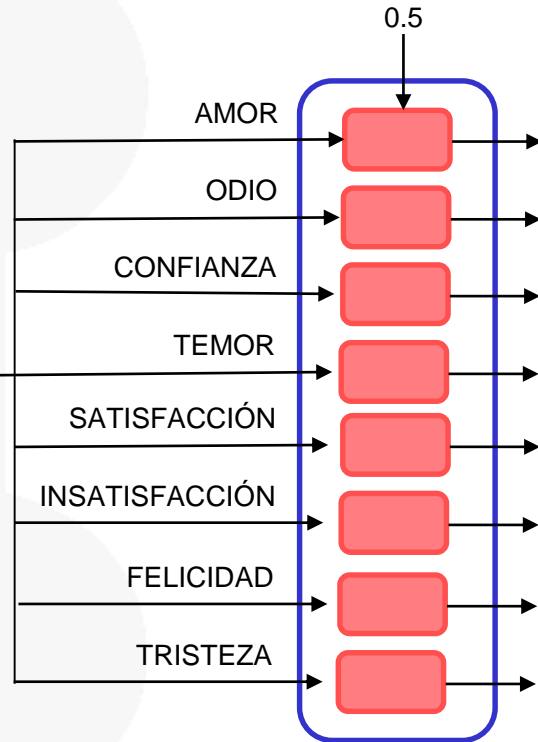 0.5
AMOR
ODIO
CONFIANZA
TEMOR
SATISFACCIÓN
INSATISFACCIÓN
FELICIDAD
TRISTEZA